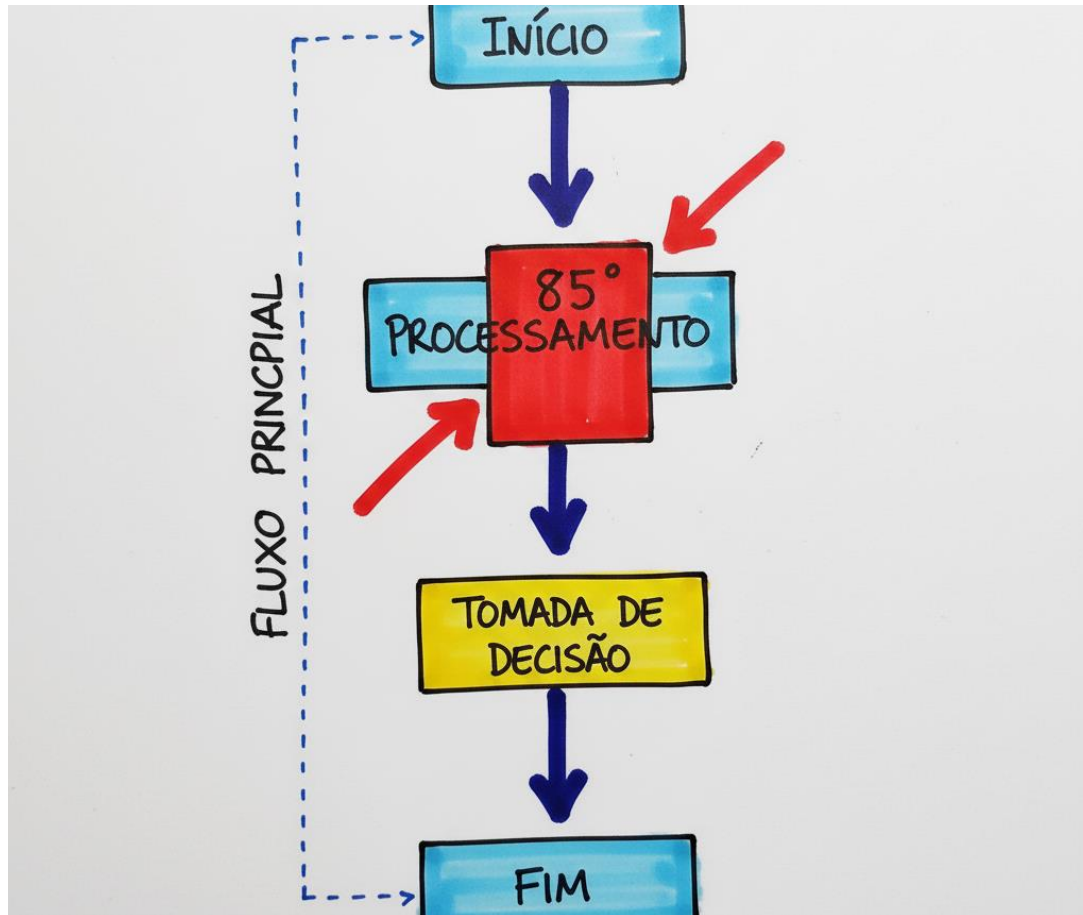 INÍCIO
85°
PROCESSAMENTO
FLUXO PRINCPIAL
TOMADA DE
DECISÃO
FIM